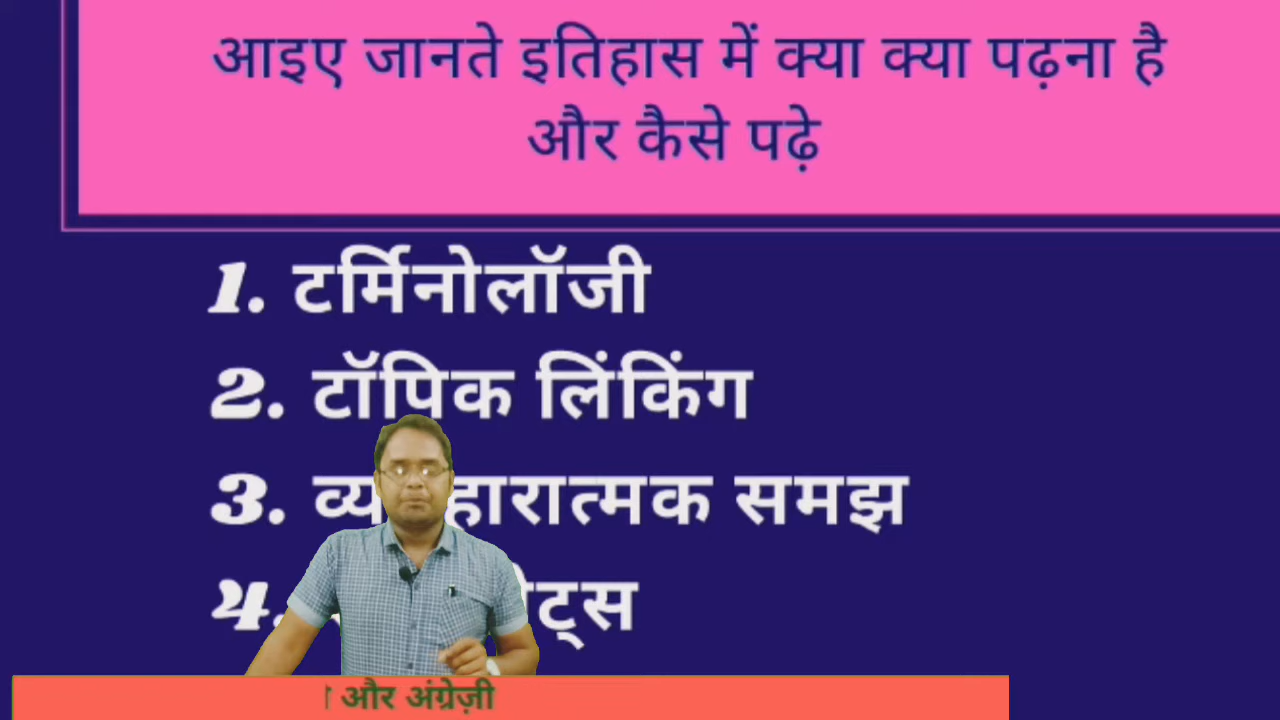 आइए जानते इतिहास में क्या क्या पढ़ना है
और कैसे पढ़े
1. टर्मिनोलॉजी
2. टॉपिक लिंकिंग
3. समझ
4.
और अंग्रेज़ी